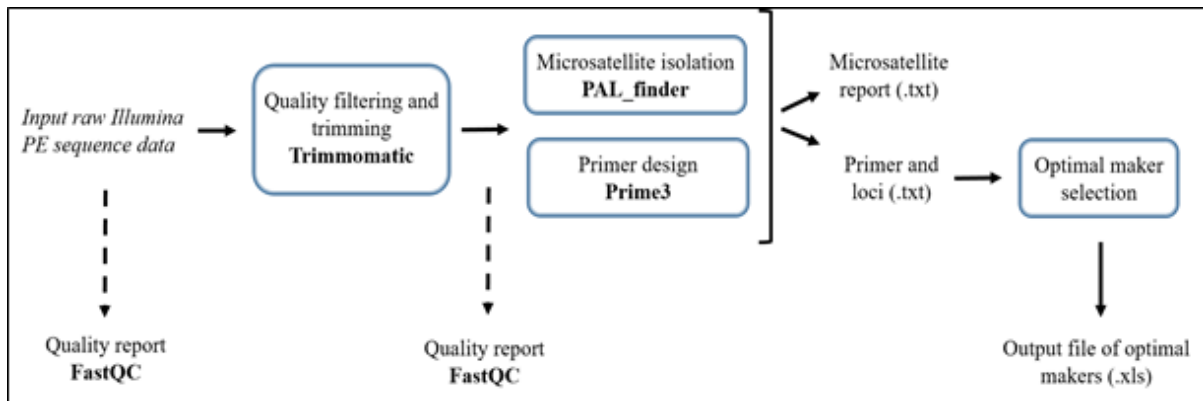 Input raw Illumina
PE sequence data
Quality filtering and
trimming
Trimmomatic
Microsatellite isolation
PAL_finder
Primer design
Prime3
Microsatellite
report (.txt)
Primer and
loci (.txt)
Optimal maker
selection
Quality report
FastQC
Quality report
FastQC
Output file of optimal
makers (.xls)